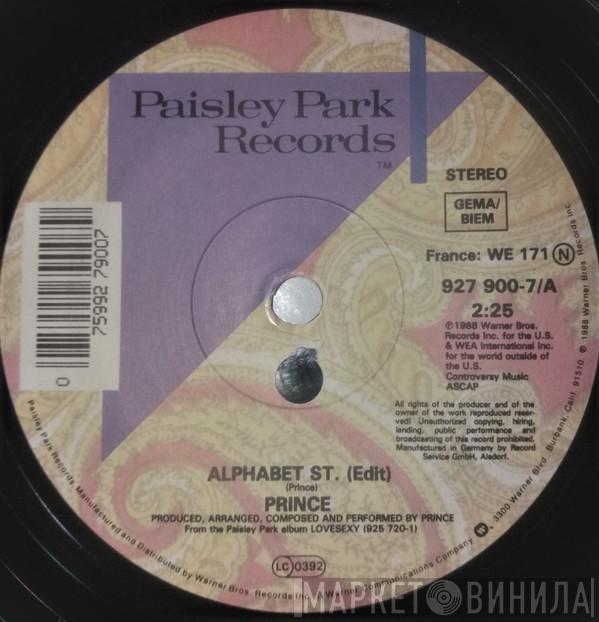 Paisley Park
Records
TM
STEREO
GEMA/
BIEM
France: WE 171 N
927 900-7/A
2:25
℗1988 Warner Bros.
Records Inc. for the U.S.
& WEA International Inc.
for the world outside of
the U.S.
Controversy Music
ASCAP
All rights of the producer and of the
owner of the work reproduced reser-
ved! Unauthorized copying, hiring,
lending, public performance and
broadcasting of this record prohibited.
Manufactured in Germany by Record
Service GmbH, Alsdorf.
0
75992 79007
ALPHABET ST. (Edit)
(Prince)
PRINCE
PRODUCED, ARRANGED, COMPOSED AND PERFORMED BY PRINCE
From the Paisley Park album LOVESEXY (925 720-1)
LC 0392
Paisley Park Records. Manufactured and Distributed by Warner Bros. Records Inc. A Warner Communications Company 3300 Warner Blvd., Burbank, Calif. 91510. ℗ 1988 Warner Bros. Records Inc.
МАРКЕТ ВИНИЛА